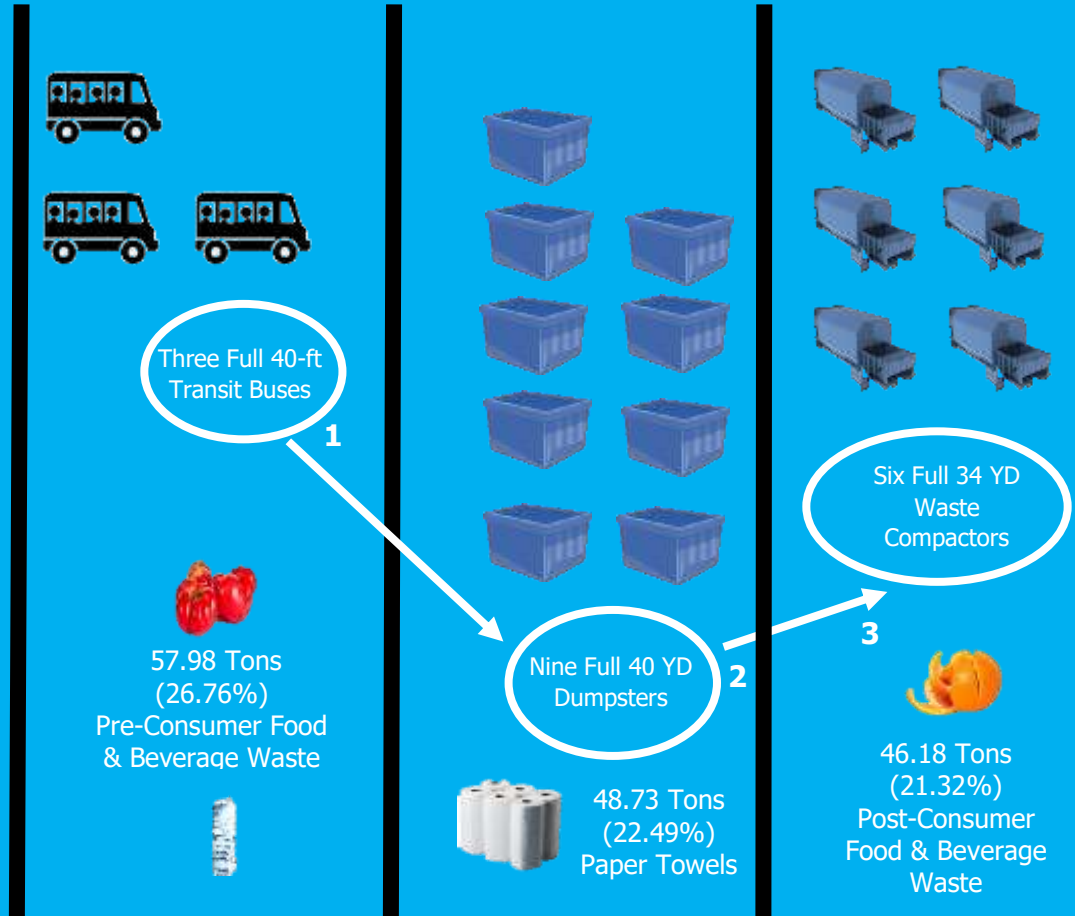 Three Full 40-ft
Transit Buses
1
57.98 Tons
(26.76%)
Pre-Consumer Food
& Beverage Waste
Nine Full 40 YD
Dumpsters
2
48.73 Tons
(22.49%)
Paper Towels
Six Full 34 YD
Waste
Compactors
3
46.18 Tons
(21.32%)
Post-Consumer
Food & Beverage
Waste